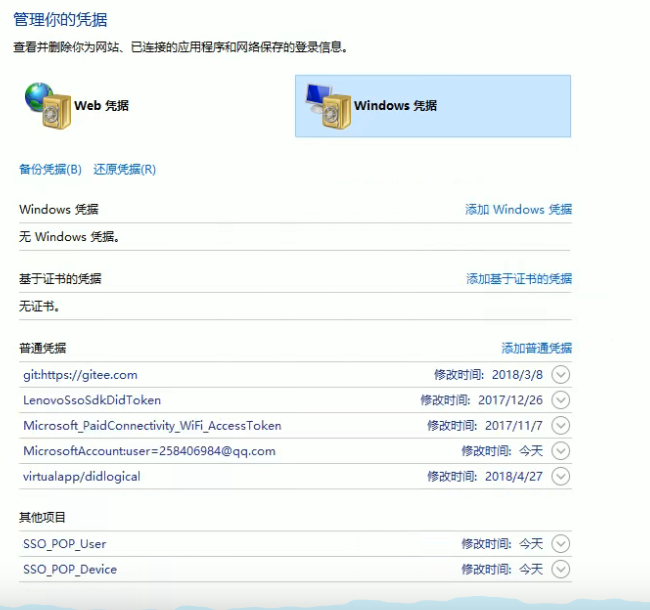 管理你的凭据
查看并删除你为网站、已连接的应用程序和网络保存的登录信息。
Web 凭据 Windows 凭据
备份凭据(B) 还原凭据(R)
Windows 凭据 添加 Windows 凭据
无 Windows 凭据。
基于证书的凭据 添加基于证书的凭据
无证书。
普通凭据 添加普通凭据
git:https://gitee.com 修改时间: 2018/3/8
LenovoSsoSdkDidToken 修改时间: 2017/12/26
Microsoft_PaidConnectivity_WiFi_AccessToken 修改时间: 2017/11/7
MicrosoftAccount:user=258406984@qq.com 修改时间: 今天
virtualapp/didlogical 修改时间: 2018/4/27
其他项目
SSO_POP_User 修改时间: 今天
SSO_POP_Device 修改时间: 今天